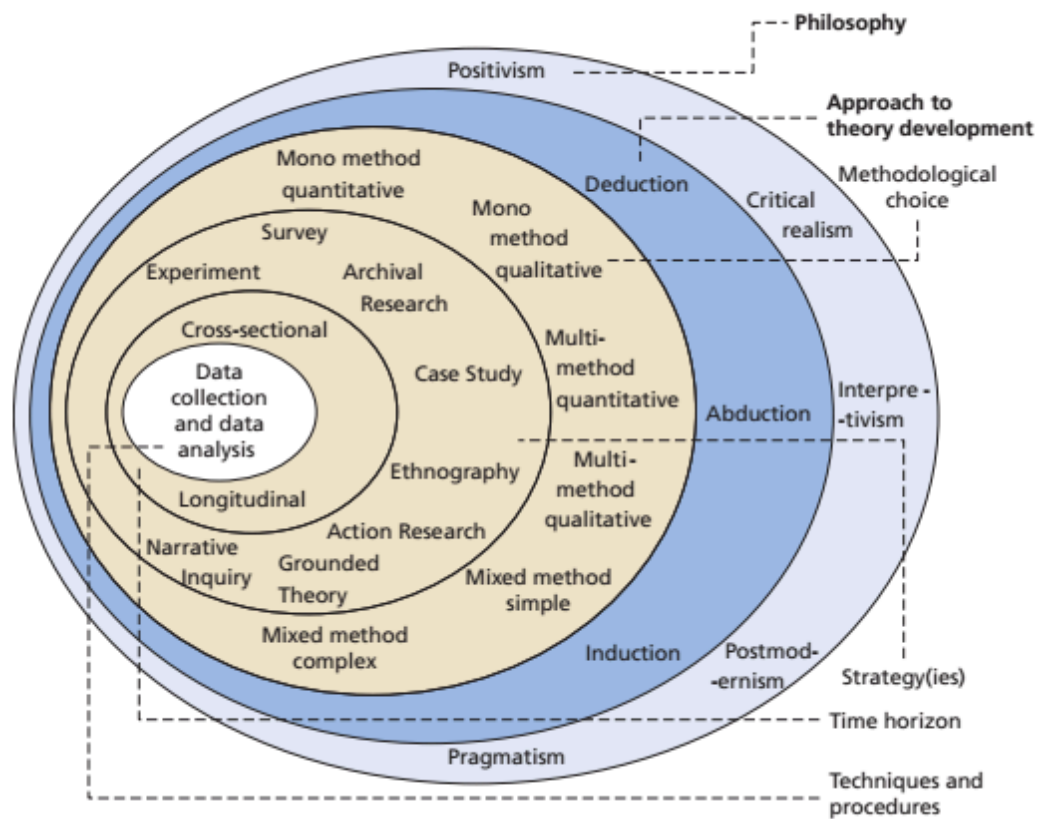 Philosophy
Positivism
Approach to
theory development
Mono method
quantitative
Deduction
Methodological
choice
Critical
realism
Mono
method
qualitative
Survey
Experiment
Archival
Research
Cross-sectional
Multi-
method
quantitative
Data
collection
and data
analysis
Case Study
Abduction
Interpre-
-tivism
Ethnography
Multi-
method
qualitative
Longitudinal
Action Research
Narrative
Inquiry
Grounded
Theory
Mixed method
simple
Mixed method
complex
Induction
Postmod-
-ernism
Strategy(ies)
Time horizon
Pragmatism
Techniques and
procedures